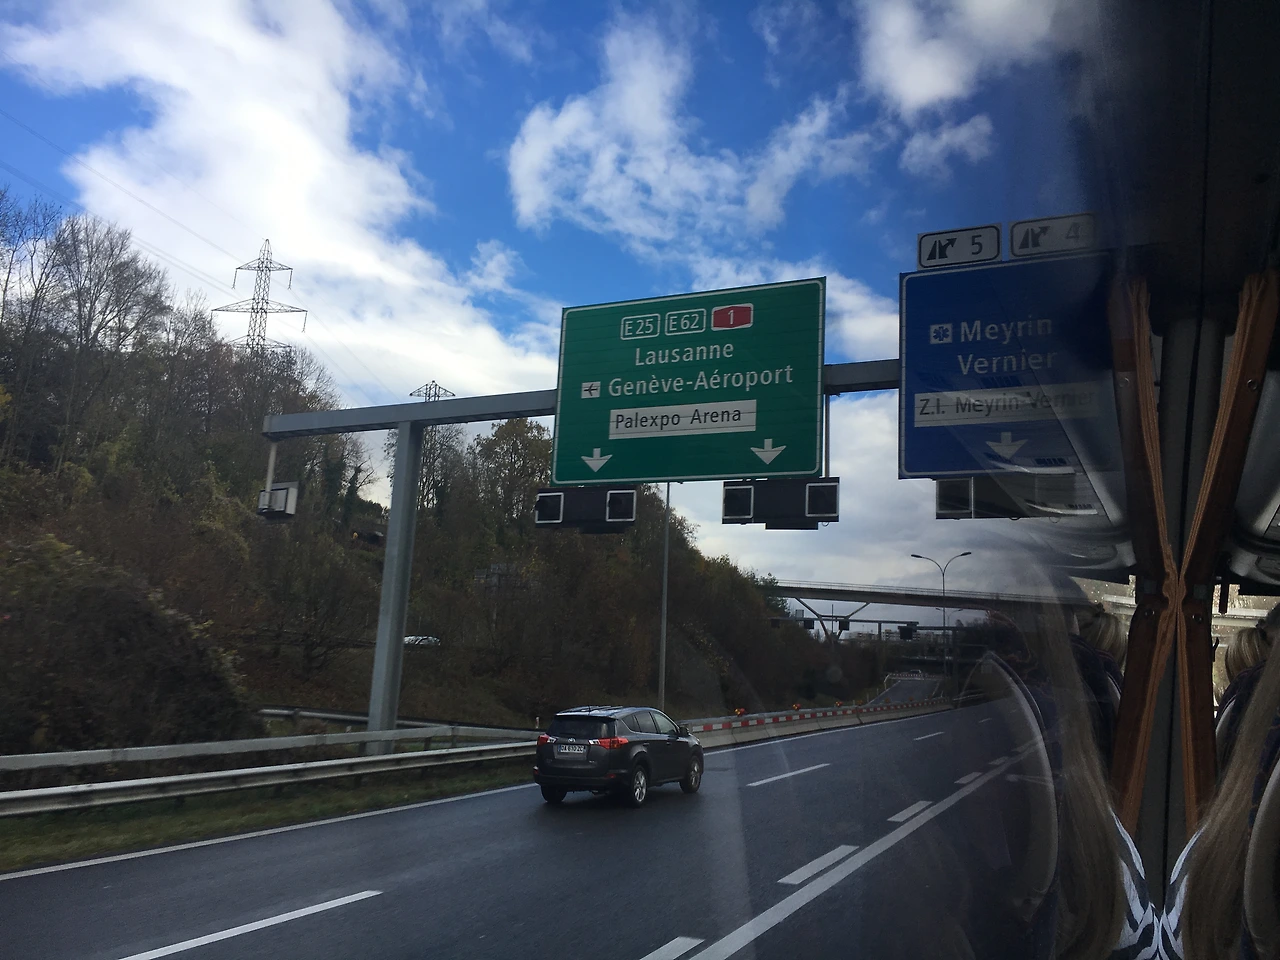 E25 E62 1
Lausanne
Genève-Aéroport
Palexpo Arena
5 4
Meyrin
Vernier
Z.I. Meyrin-Vernier